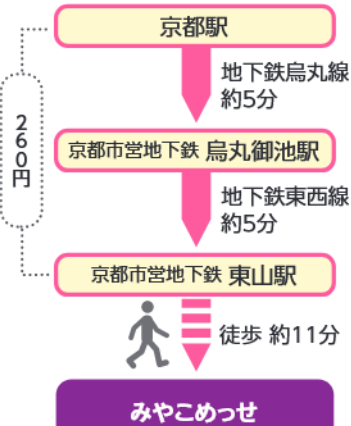 京都駅
地下鉄烏丸線
約5分
260円
京都市営地下鉄 烏丸御池駅
地下鉄東西線
約5分
京都市営地下鉄 東山駅
徒歩 約11分
みやこめっせ